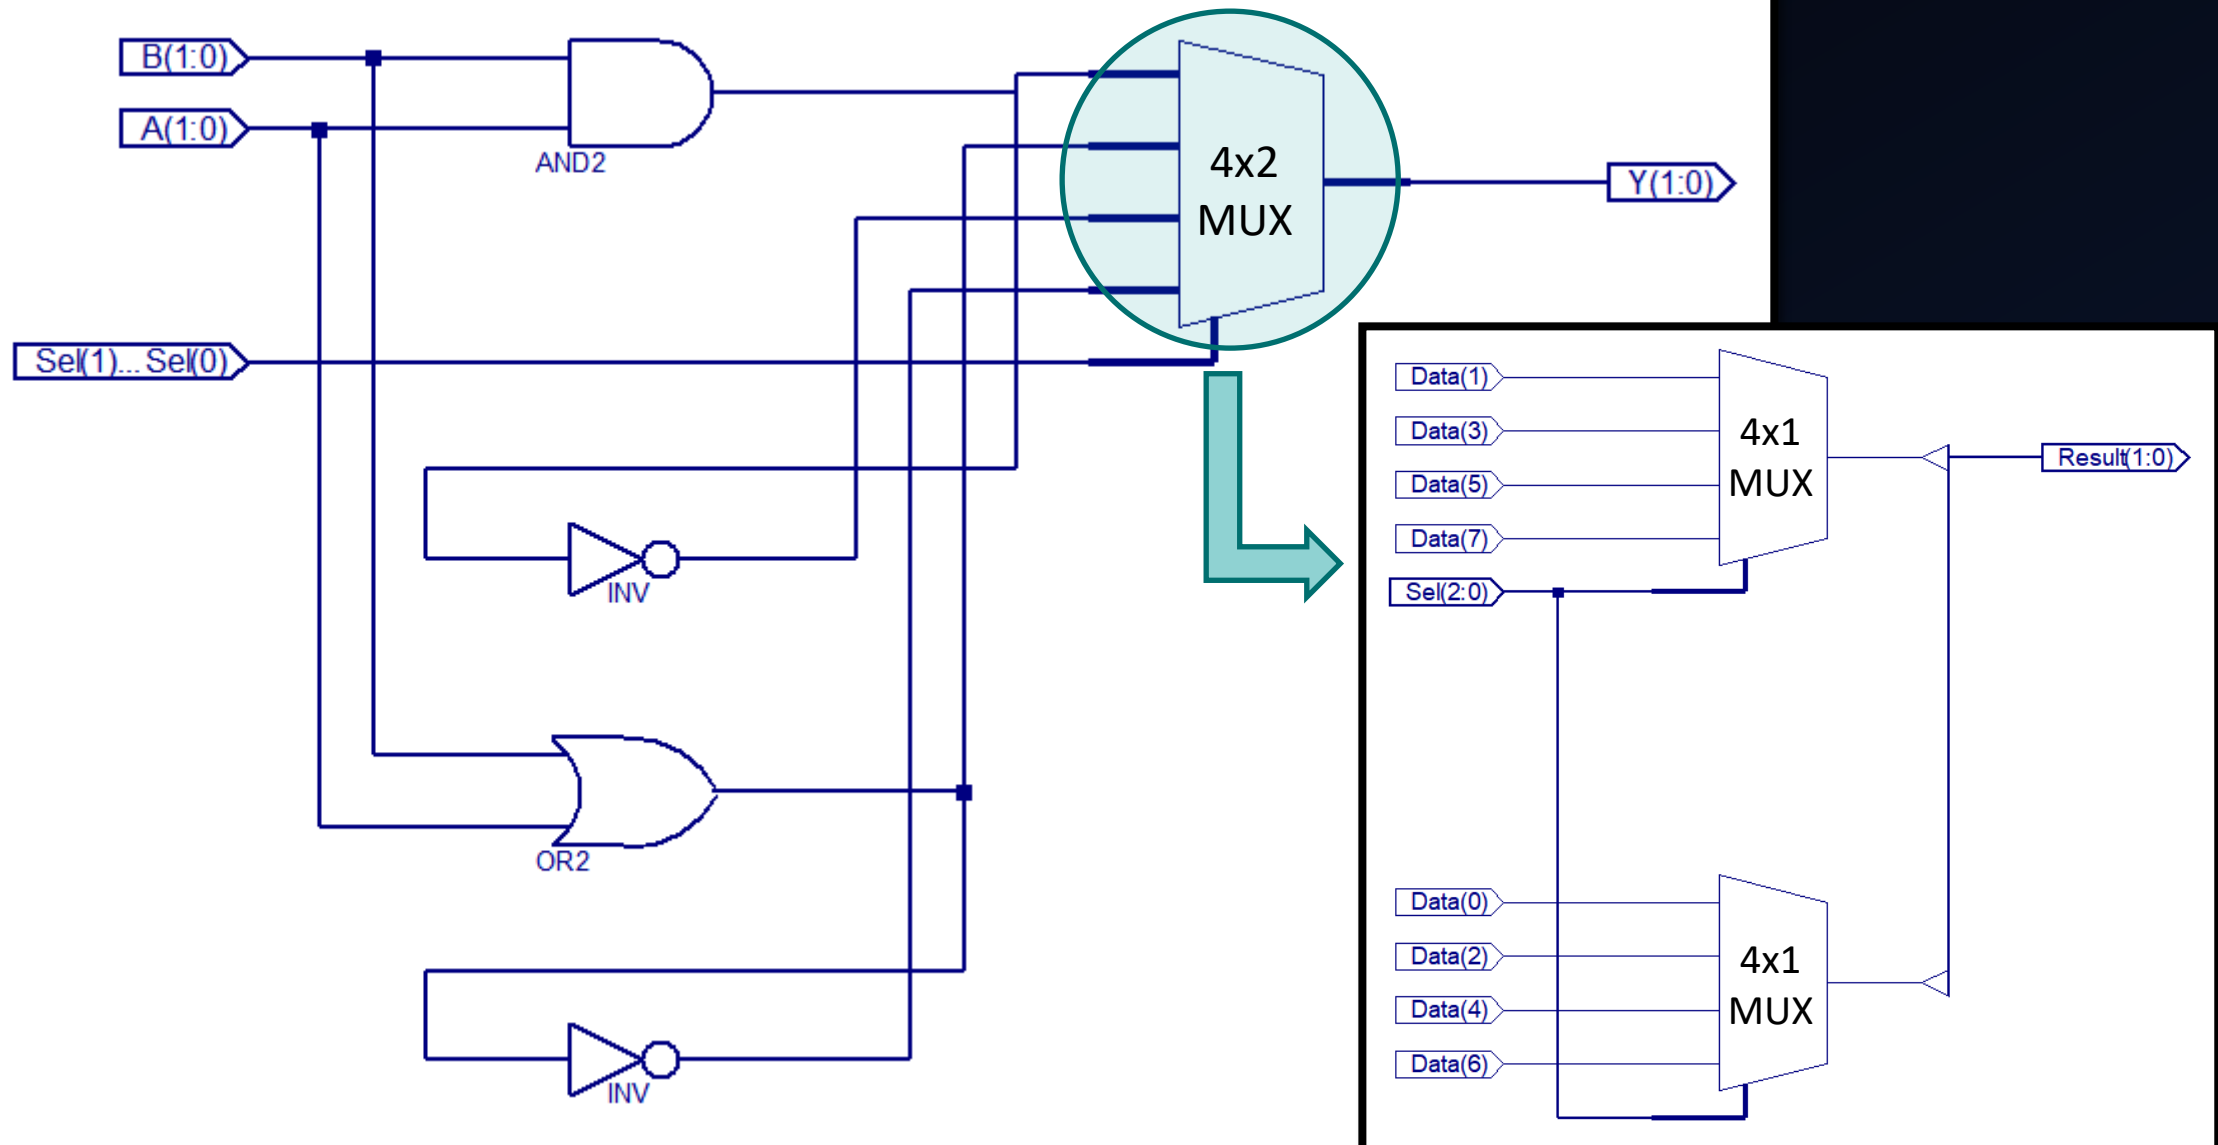 B(1:0)
A(1:0)
AND2
4x2
MUX
Y(1:0)
Sel(1)... Sel(0)
INV
OR2
INV
Data(1)
Data(3)
Data(5)
Data(7)
Sel(2:0)
4x1
MUX
Result(1:0)
Data(0)
Data(2)
Data(4)
Data(6)
4x1
MUX